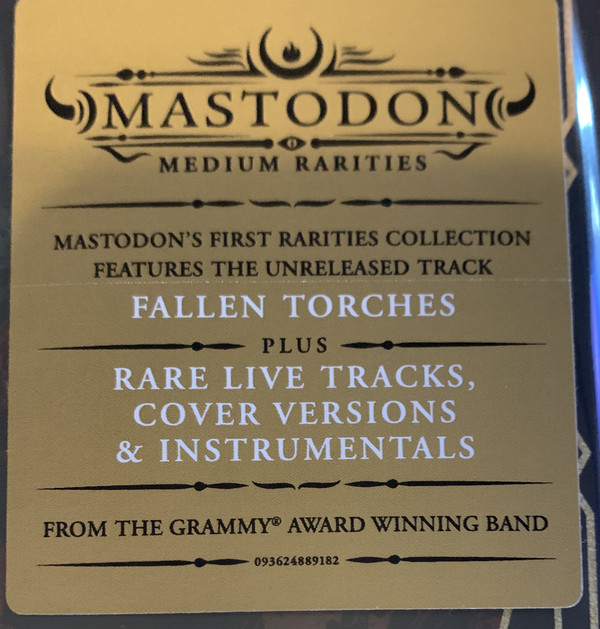 MASTODON
MEDIUM RARITIES
MASTODON'S FIRST RARITIES COLLECTION
FEATURES THE UNRELEASED TRACK
FALLEN TORCHES
PLUS
RARE LIVE TRACKS,
COVER VERSIONS
& INSTRUMENTALS
FROM THE GRAMMY® AWARD WINNING BAND
093624889182